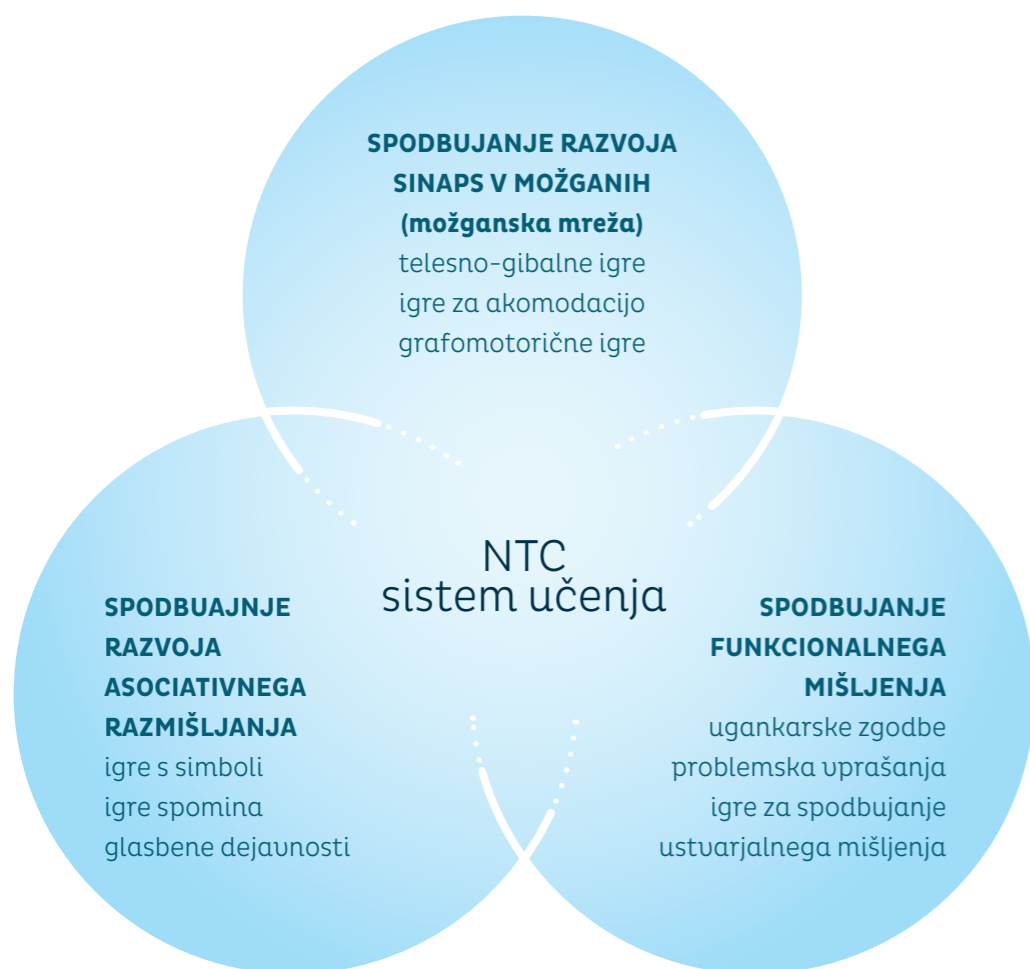 SPODBUJANJE RAZVOJA
SINAPS V MOŽGANIH
(možganska mreža)
telesno-gibalne igre
igre za akomodacijo
grafomotorične igre
NTC
sistem učenja
SPODBUAJNJE
RAZVOJA
ASOCIATIVNEGA
RAZMIŠLJANJA
igre s simboli
igre spomina
glasbene dejavnosti
SPODBUJANJE
FUNKCIONALNEGA
MIŠLJENJA
ugankarske zgodbe
problemska vprašanja
igre za spodbujanje
ustvarjalnega mišljenja